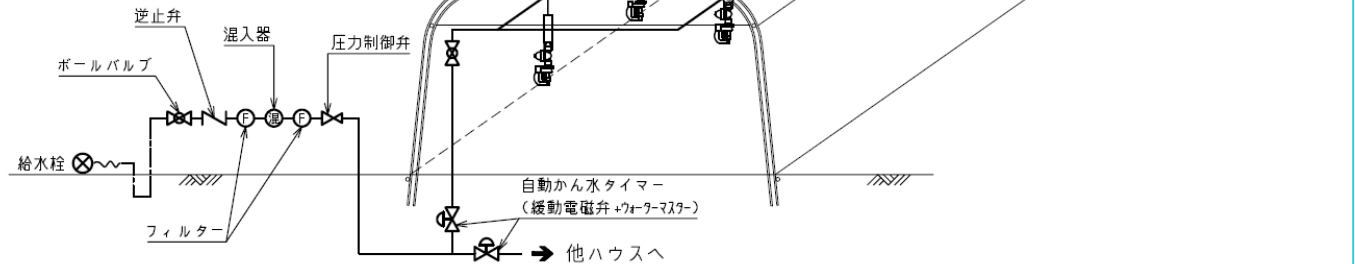 逆止弁
混入器
圧力制御弁
ボールバルブ
F
混
F
給水栓
自動かん水タイマー
(緩動電磁弁+ウォーターマスター)
フィルター
他ハウスへ